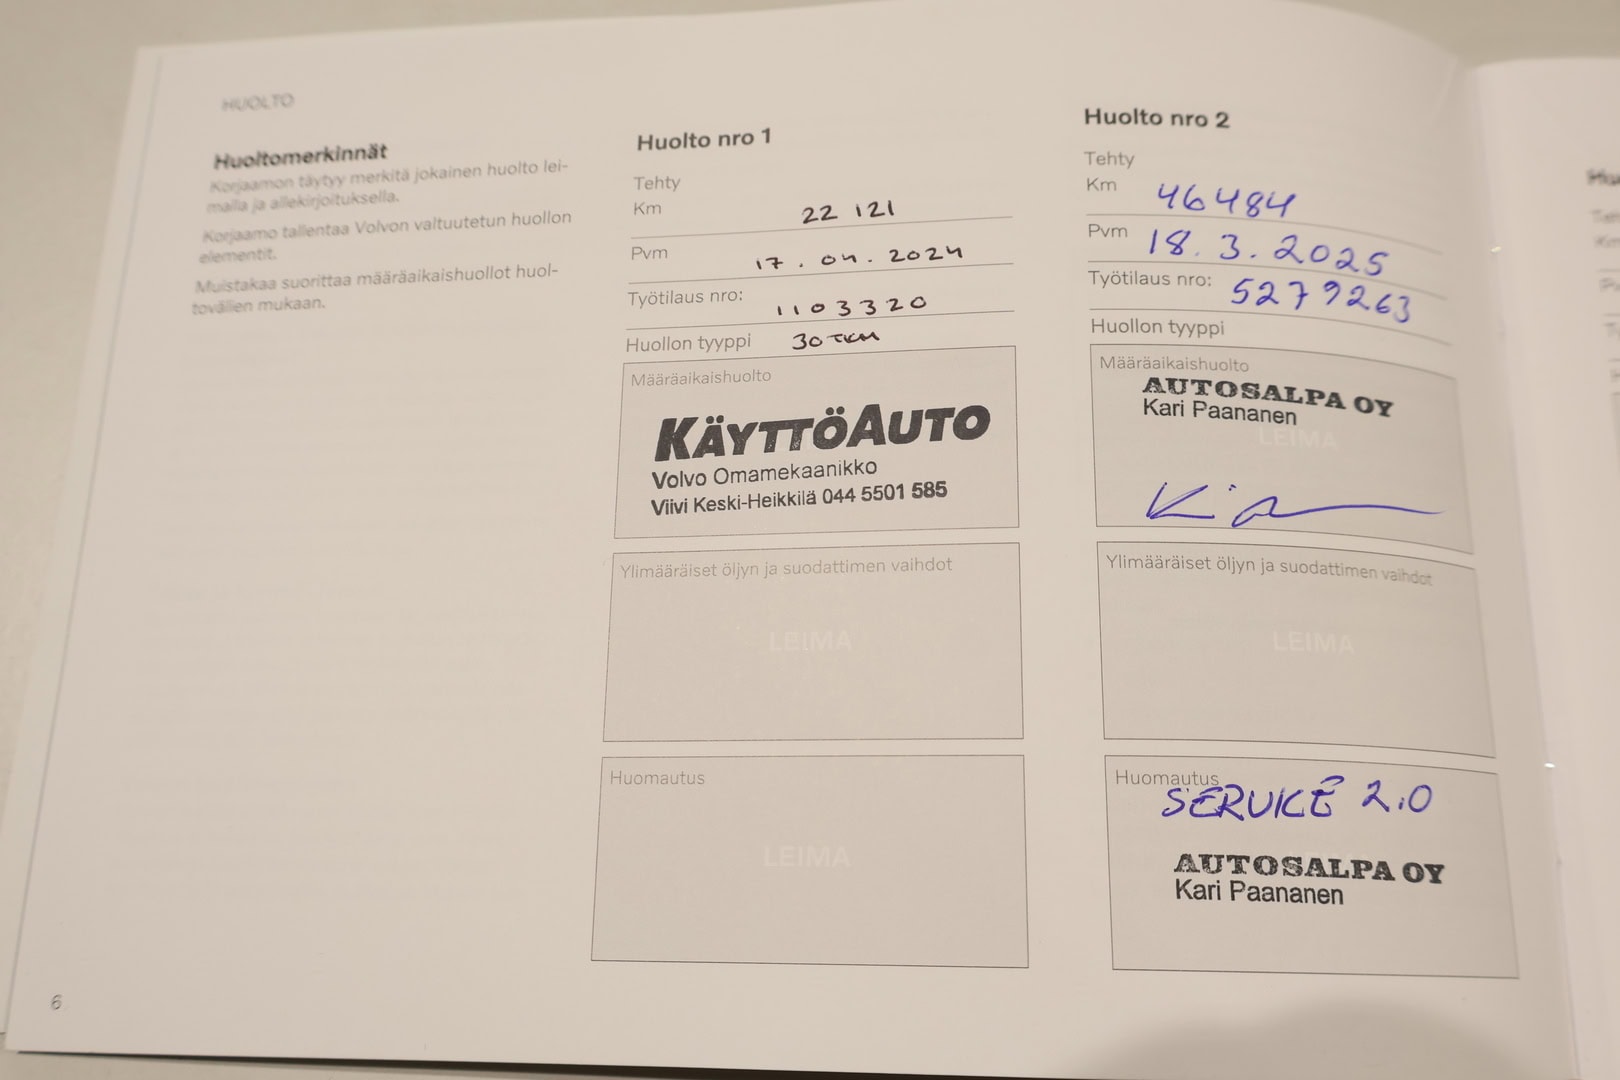 HUOLTO
Huoltomerkinnät
Korjaamon täytyy merkitä jokainen huolto lei-
malla ja allekirjoituksella.
Korjaamo tallentaa Volvon valtuutetun huollon
elementit.
Muistakaa suorittaa määräaikaishuollot huol-
tovälien mukaan.
6
Huolto nro 1
Tehty
Km 22 121
Pvm 17.04.2024
Työtilaus nro: 1103320
Huollon tyyppi 30 TKM
Määräaikaishuolto
KÄYTTÖAUTO
Volvo Omamekaanikko
Viivi Keski-Heikkilä 044 5501 585
Ylimääräiset öljyn ja suodattimen vaihdot
LEIMA
Huomautus
LEIMA
Huolto nro 2
Tehty
Km 46484
Pvm 18.3.2025
Työtilaus nro: 5279263
Huollon tyyppi
Määräaikaishuolto
AUTOSALPA OY
Kari Paananen
LEIMA
Ylimääräiset öljyn ja suodattimen vaihdot
LEIMA
Huomautus
SERVICE 2.0
AUTOSALPA OY
Kari Paananen